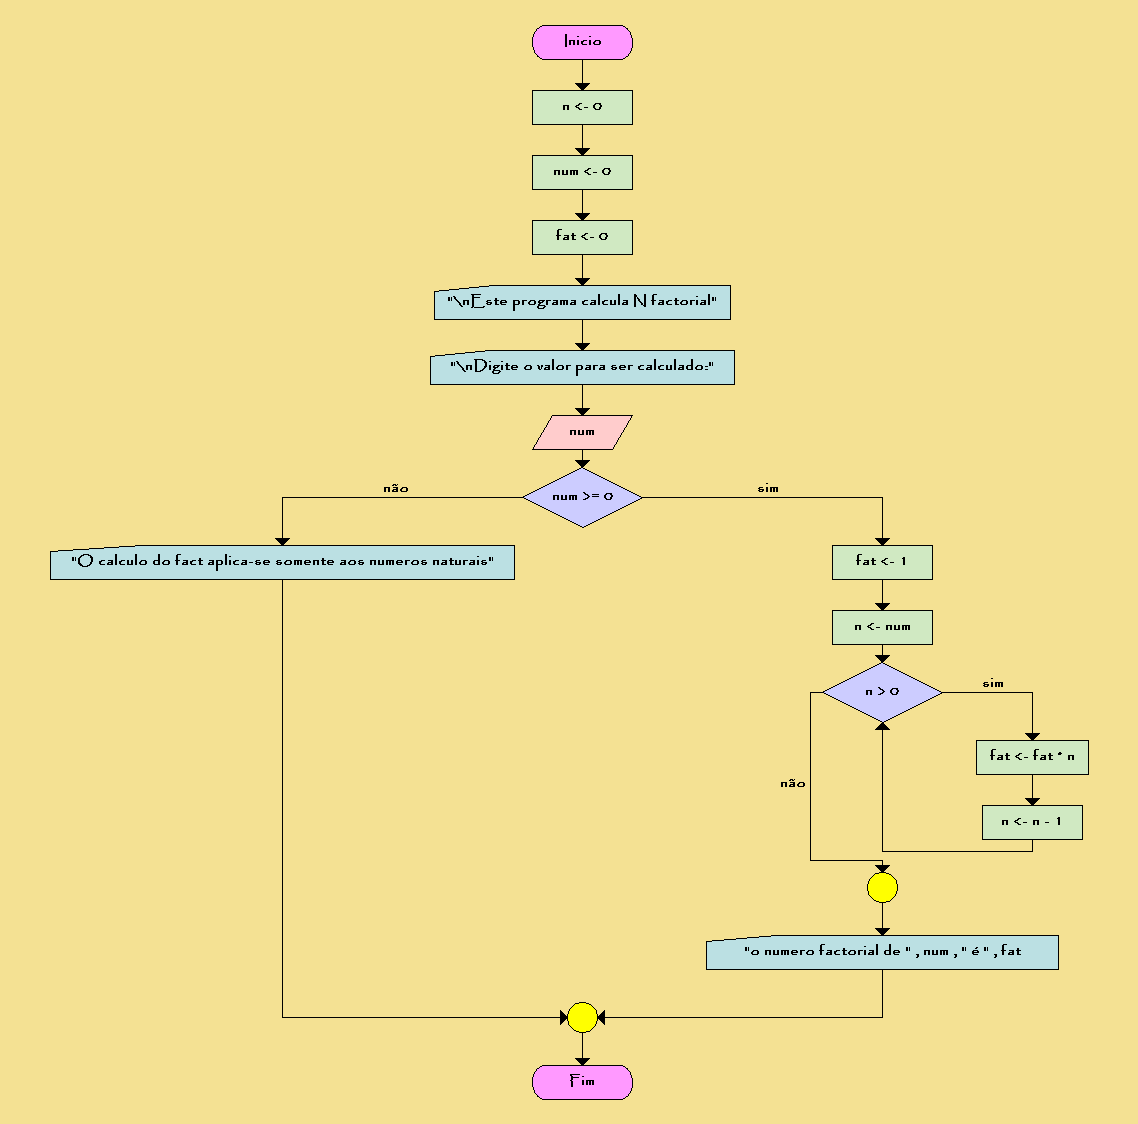 Inicio
n <- 0
num <- 0
fat <- 0
"\nEste programa calcula N factorial"
"\nDigite o valor para ser calculado:"
num
num >= 0
não
sim
"O calculo do fact aplica-se somente aos numeros naturais"
fat <- 1
n <- num
n > 0
sim
não
fat <- fat * n
n <- n - 1
"o numero factorial de " , num , " é " , fat
Fim